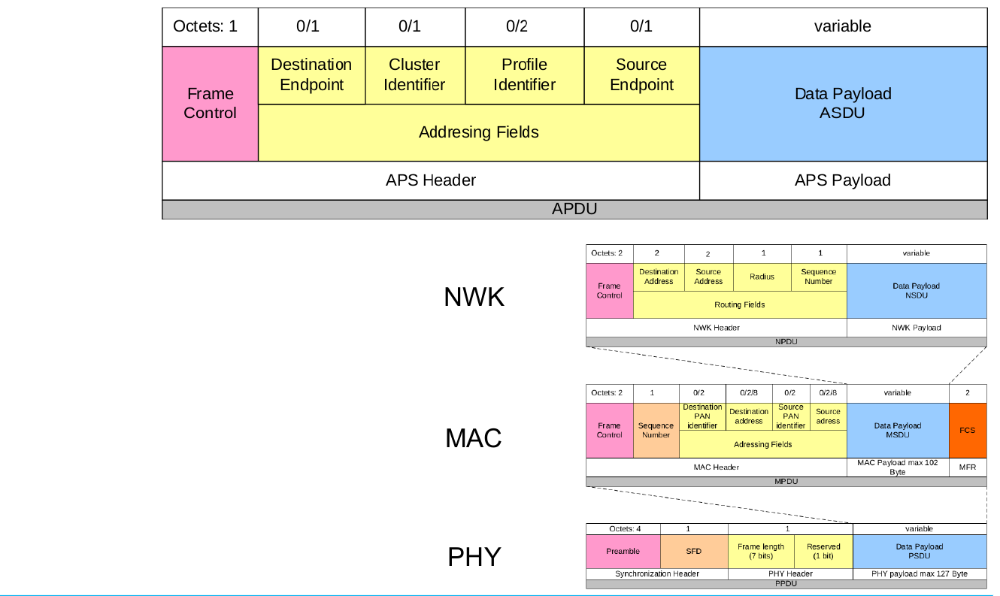 Octets: 1 0/1 0/1 0/2 0/1 variable
Frame Control
Destination Endpoint
Cluster Identifier
Profile Identifier
Source Endpoint
Data Payload ASDU
Addresing Fields
APS Header APS Payload
APDU
NWK
Octets: 2 2 2 1 1 variable
Frame Control
Destination Address
Source Address
Radius
Sequence Number
Data Payload NSDU
Routing Fields
NWK Header NWK Payload
NPDU
MAC
Octets: 2 1 0/2 0/2/8 0/2 0/2/8 variable 2
Frame Control
Sequence Number
Destination PAN identifier
Destination address
Source PAN identifier
Source adress
Data Payload MSDU
FCS
Adressing Fields
MAC Header MAC Payload max 102 Byte MFR
MPDU
PHY
Octets: 4 1 1 variable
Preamble
SFD
Frame length (7 bits)
Reserved (1 bit)
Data Payload PSDU
Synchronization Header PHY Header PHY payload max 127 Byte
PPDU